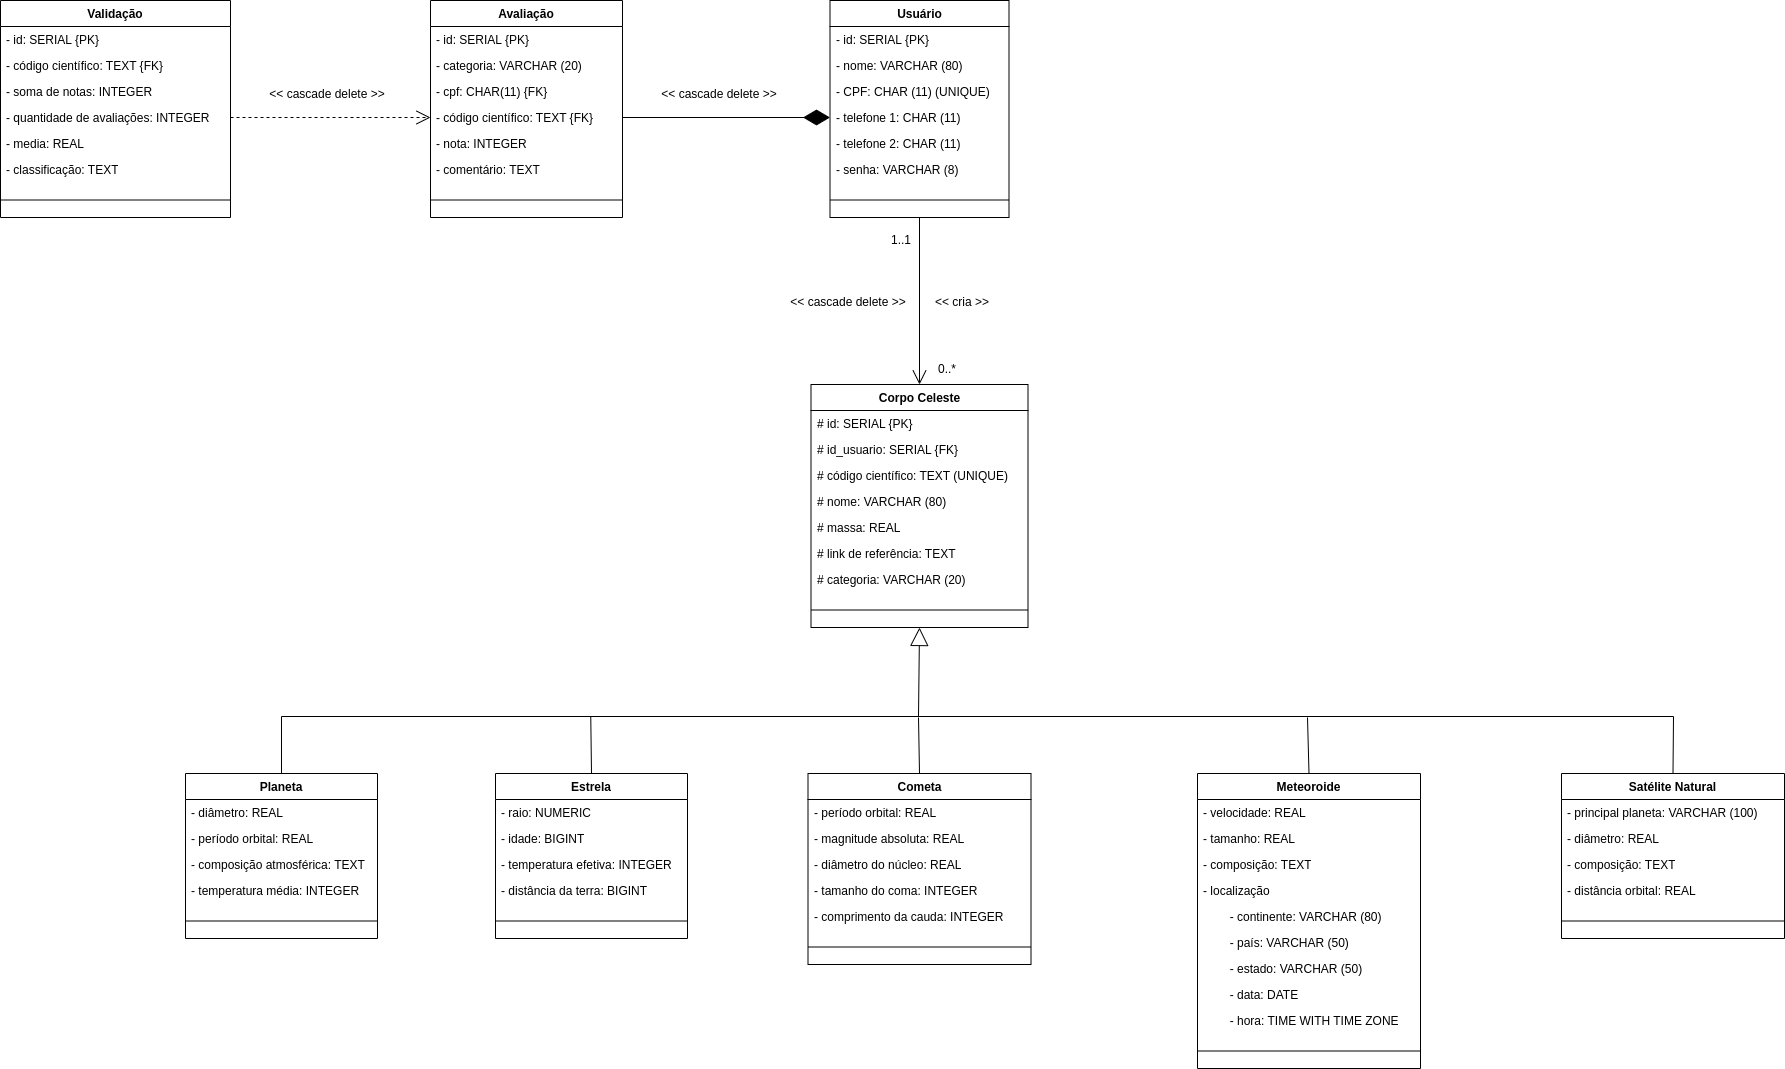 Validação
- id: SERIAL {PK}
- código científico: TEXT {FK}
- soma de notas: INTEGER
- quantidade de avaliações: INTEGER
- media: REAL
- classificação: TEXT
<< cascade delete >>
Avaliação
- id: SERIAL {PK}
- categoria: VARCHAR (20)
- cpf: CHAR(11) {FK}
- código científico: TEXT {FK}
- nota: INTEGER
- comentário: TEXT
<< cascade delete >>
Usuário
- id: SERIAL {PK}
- nome: VARCHAR (80)
- CPF: CHAR (11) (UNIQUE)
- telefone 1: CHAR (11)
- telefone 2: CHAR (11)
- senha: VARCHAR (8)
1..1
<< cascade delete >>
<< cria >>
0..*
Corpo Celeste
# id: SERIAL {PK}
# id_usuario: SERIAL {FK}
# código científico: TEXT (UNIQUE)
# nome: VARCHAR (80)
# massa: REAL
# link de referência: TEXT
# categoria: VARCHAR (20)
Planeta
- diâmetro: REAL
- período orbital: REAL
- composição atmosférica: TEXT
- temperatura média: INTEGER
Estrela
- raio: NUMERIC
- idade: BIGINT
- temperatura efetiva: INTEGER
- distância da terra: BIGINT
Cometa
- período orbital: REAL
- magnitude absoluta: REAL
- diâmetro do núcleo: REAL
- tamanho do coma: INTEGER
- comprimento da cauda: INTEGER
Meteoroide
- velocidade: REAL
- tamanho: REAL
- composição: TEXT
- localização
- continente: VARCHAR (80)
- país: VARCHAR (50)
- estado: VARCHAR (50)
- data: DATE
- hora: TIME WITH TIME ZONE
Satélite Natural
- principal planeta: VARCHAR (100)
- diâmetro: REAL
- composição: TEXT
- distância orbital: REAL